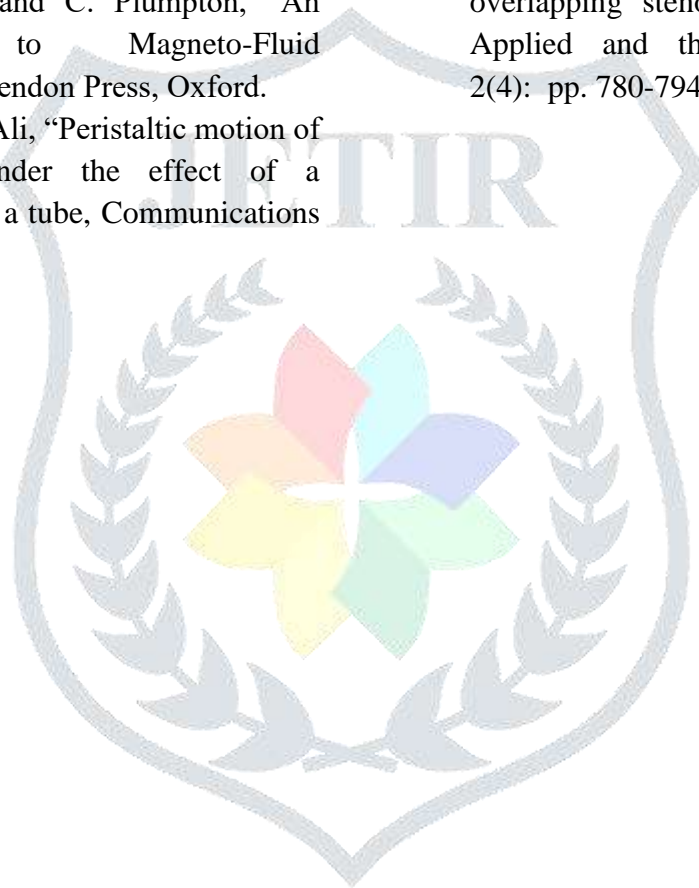 and C. Plumpton, "An
to Magneto-Fluid
endon Press, Oxford.
Ali, “Peristaltic motion of
nder the effect of a
a tube, Communications
overlapping steno
Applied and th
2(4): pp. 780-794
JETIR